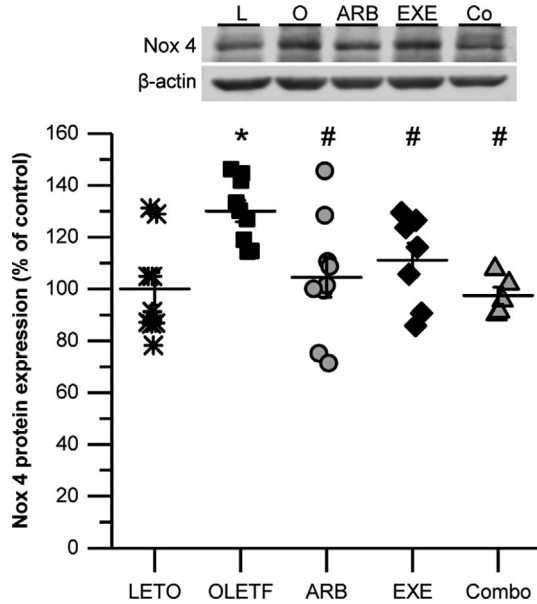 L O ARB EXE Co
Nox 4
β-actin
Nox 4 protein expression (% of control)
160
140
120
100
80
60
40
20
0
* # # #
LETO OLETF ARB EXE Combo